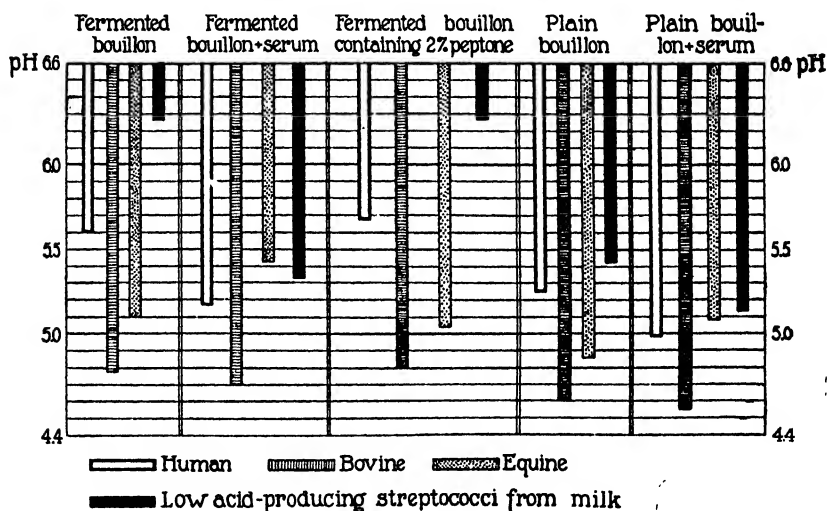 Fermented bouillon
Fermented bouillon+serum
Fermented bouillon containing 2% peptone
Plain bouillon
Plain bouil-
lon+serum
pH 6.6
6.0
5.5
5.0
4.4
6.6 pH
6.0
5.5
5.0
4.4
Human Bovine Equine
Low acid-producing streptococci from milk